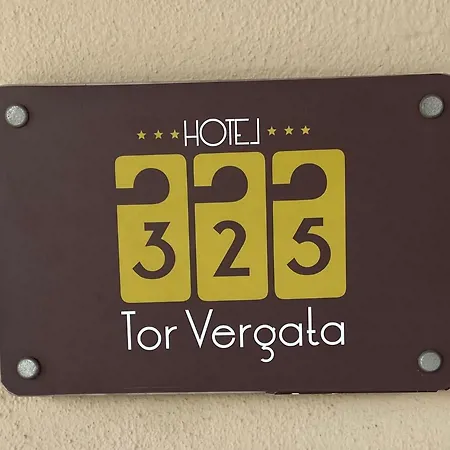 ★★★HOTEL★★★
325
Tor Vergata